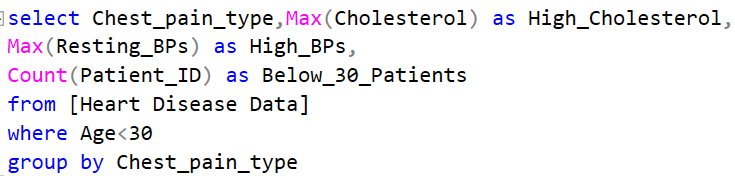 select Chest_pain_type,Max(Cholesterol) as High_Cholesterol,
Max(Resting_BPs) as High_BPs,
Count(Patient_ID) as Below_30_Patients
from [Heart Disease Data]
where Age<30
group by Chest_pain_type